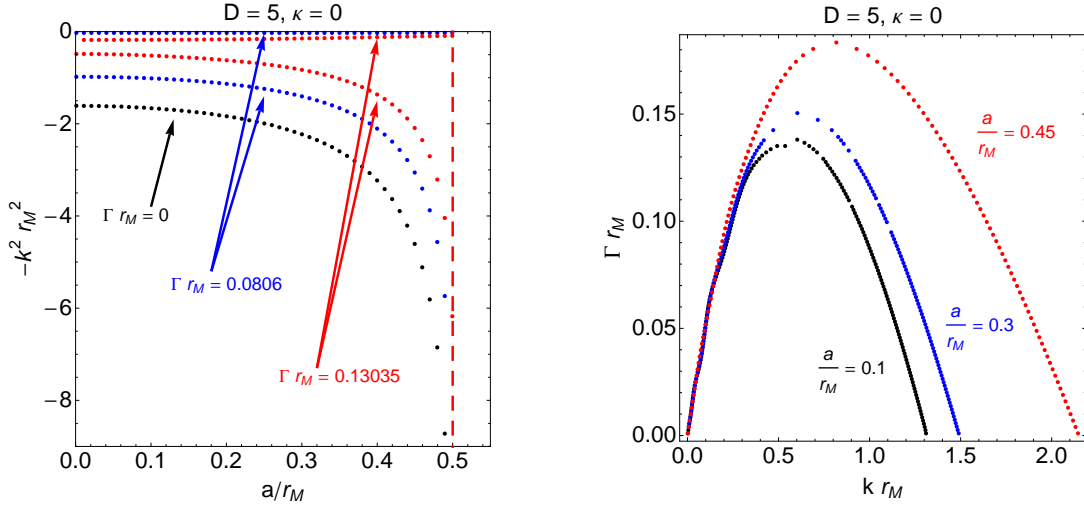 D = 5, κ = 0
0
−2
−4
−6
−8
−k² r_M²
Γ r_M = 0
Γ r_M = 0.0806
Γ r_M = 0.13035
0.0 0.1 0.2 0.3 0.4 0.5
a/r_M
D = 5, κ = 0
0.15
0.10
0.05
0.00
Γ r_M
a/r_M = 0.45
a/r_M = 0.3
a/r_M = 0.1
0.0 0.5 1.0 1.5 2.0
k r_M